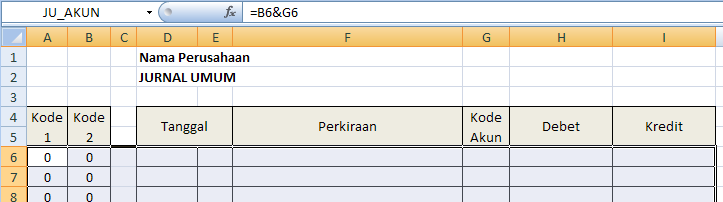 JU_AKUN fx =B6&G6
A B C D E F G H I
1 Nama Perusahaan
2 JURNAL UMUM
3
4 Kode Kode Tanggal Perkiraan Kode Debet Kredit
5 1 2 Akun
6 0 0
7 0 0
8 0 0